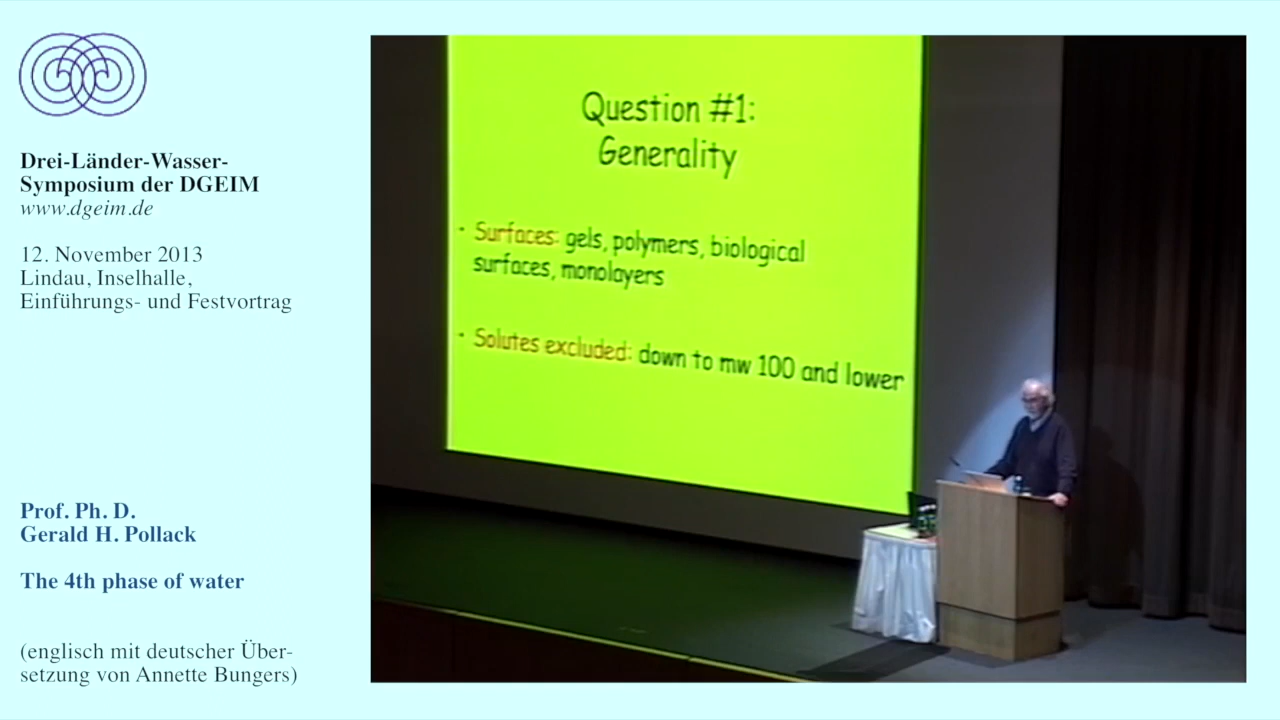 Drei-Länder-Wasser-
Symposium der DGEIM
www.dgeim.de
12. November 2013
Lindau, Inselhalle,
Einführungs- und Festvortrag
Prof. Ph. D.
Gerald H. Pollack
The 4th phase of water
(englisch mit deutscher Über-
setzung von Annette Bungers)
Question #1:
Generality
· Surfaces: gels, polymers, biological
surfaces, monolayers
· Solutes excluded: down to mw 100 and lower